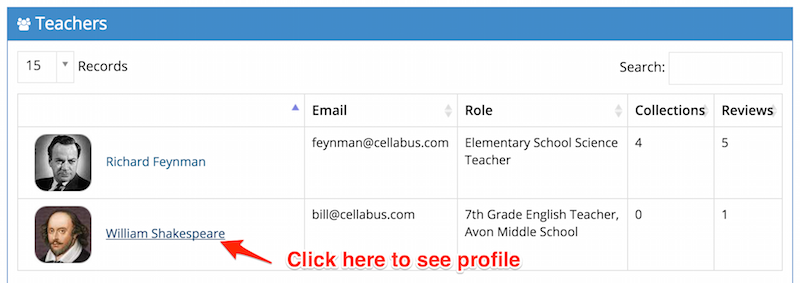 Teachers
15 Records Search:
Email Role Collections Reviews
Richard Feynman feynman@cellabus.com Elementary School Science 4 5
Teacher
William Shakespeare bill@cellabus.com 7th Grade English Teacher, 0 1
Avon Middle School
Click here to see profile